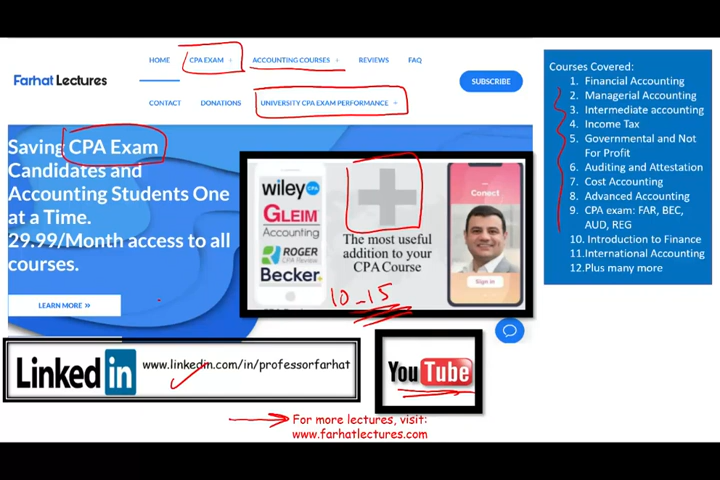 HOME
CPA EXAM
ACCOUNTING COURSES
REVIEWS
FAQ
Farhat Lectures
SUBSCRIBE
CONTACT
DONATIONS
UNIVERSITY CPA EXAM PERFORMANCE
Saving CPA Exam
Candidates and
Accounting Students One
at a Time.
29.99/Month access to all
courses.
LEARN MORE »
wiley CPA
GLEIM
Accounting
ROGER
CPA Review
Becker
The most useful
addition to your
CPA Course
10-15
Conect
Sign in
Courses Covered:
1. Financial Accounting
2. Managerial Accounting
3. Intermediate accounting
4. Income Tax
5. Governmental and Not
For Profit
6. Auditing and Attestation
7. Cost Accounting
8. Advanced Accounting
9. CPA exam: FAR, BEC,
AUD, REG
10. Introduction to Finance
11.International Accounting
12.Plus many more
Linked in
www.linkedin.com/in/professorfarhat
YouTube
For more lectures, visit:
www.farhatlectures.com